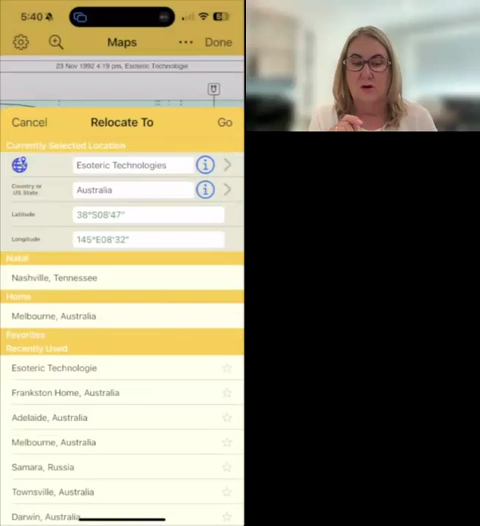 5:40
Maps
Done
23 Nov 1992 4:19 pm, Esoteric Technologie
Cancel
Relocate To
Go
Currently Selected Location
Esoteric Technologies
Country or
US State
Australia
Latitude
38°S08'47"
Longitude
145°E08'32"
Natal
Nashville, Tennessee
Home
Melbourne, Australia
Favorites
Recently Used
Esoteric Technologie
Frankston Home, Australia
Adelaide, Australia
Melbourne, Australia
Samara, Russia
Townsville, Australia
Darwin, Australia